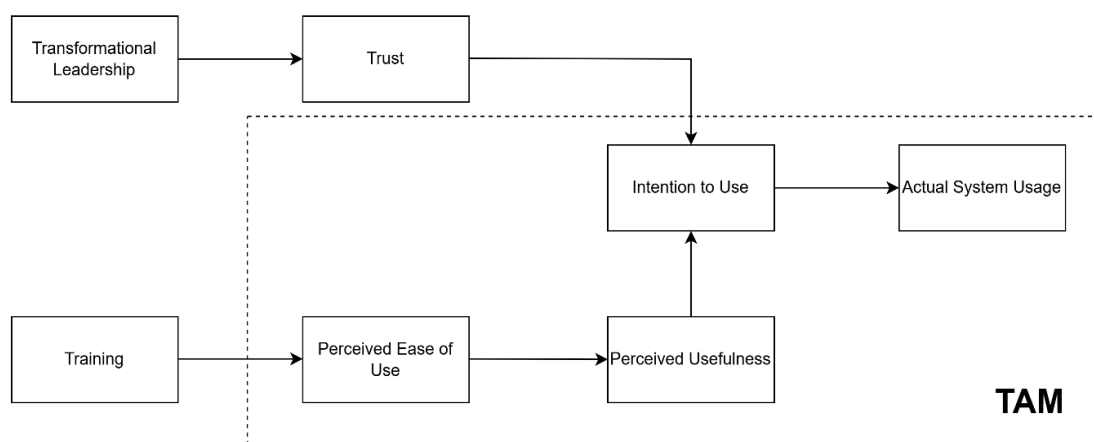 Transformational
Leadership
Trust
Intention to Use
Actual System Usage
Training
Perceived Ease of
Use
Perceived Usefulness
TAM